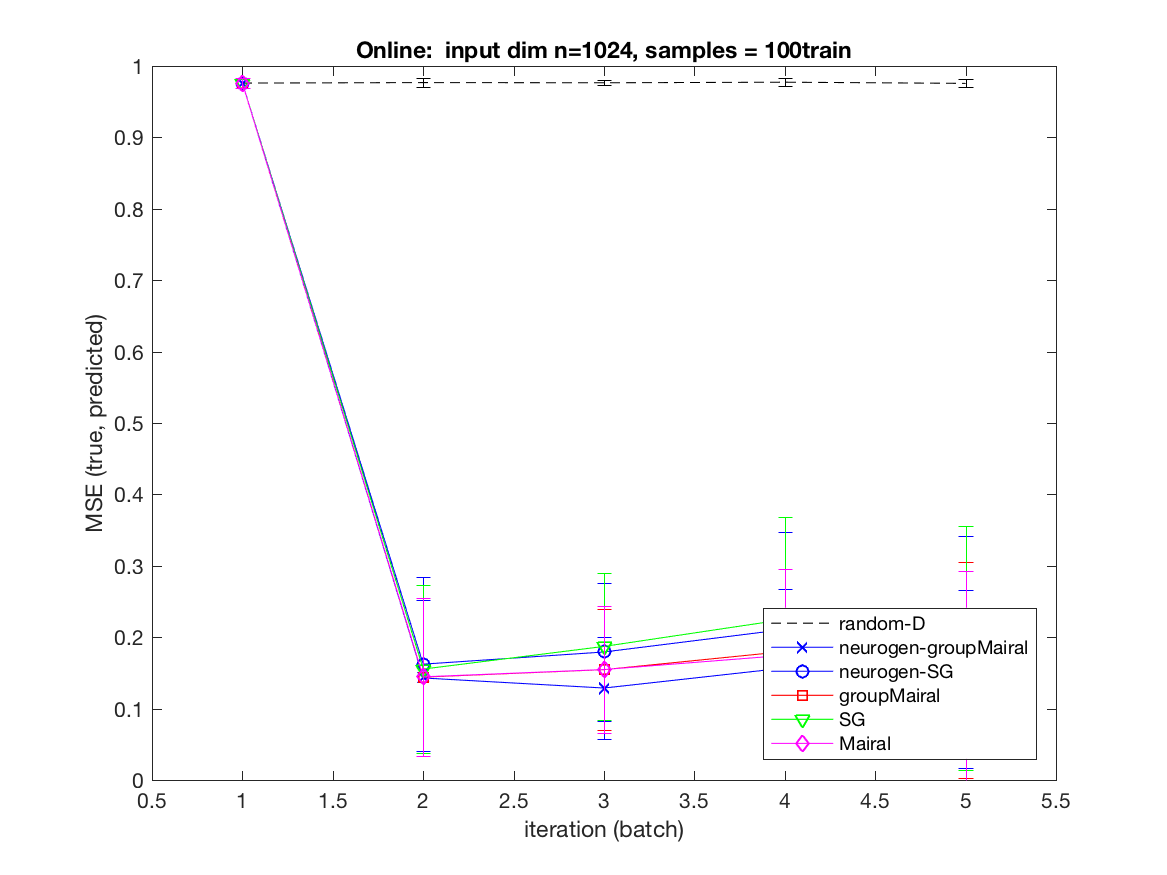 Online:  input dim n=1024, samples = 100train
1
0.9
0.8
0.7
0.6
0.5
0.4
0.3
0.2
0.1
0
MSE (true, predicted)
random-D
neurogen-groupMairal
neurogen-SG
groupMairal
SG
Mairal
0.5 1 1.5 2 2.5 3 3.5 4 4.5 5 5.5
iteration (batch)